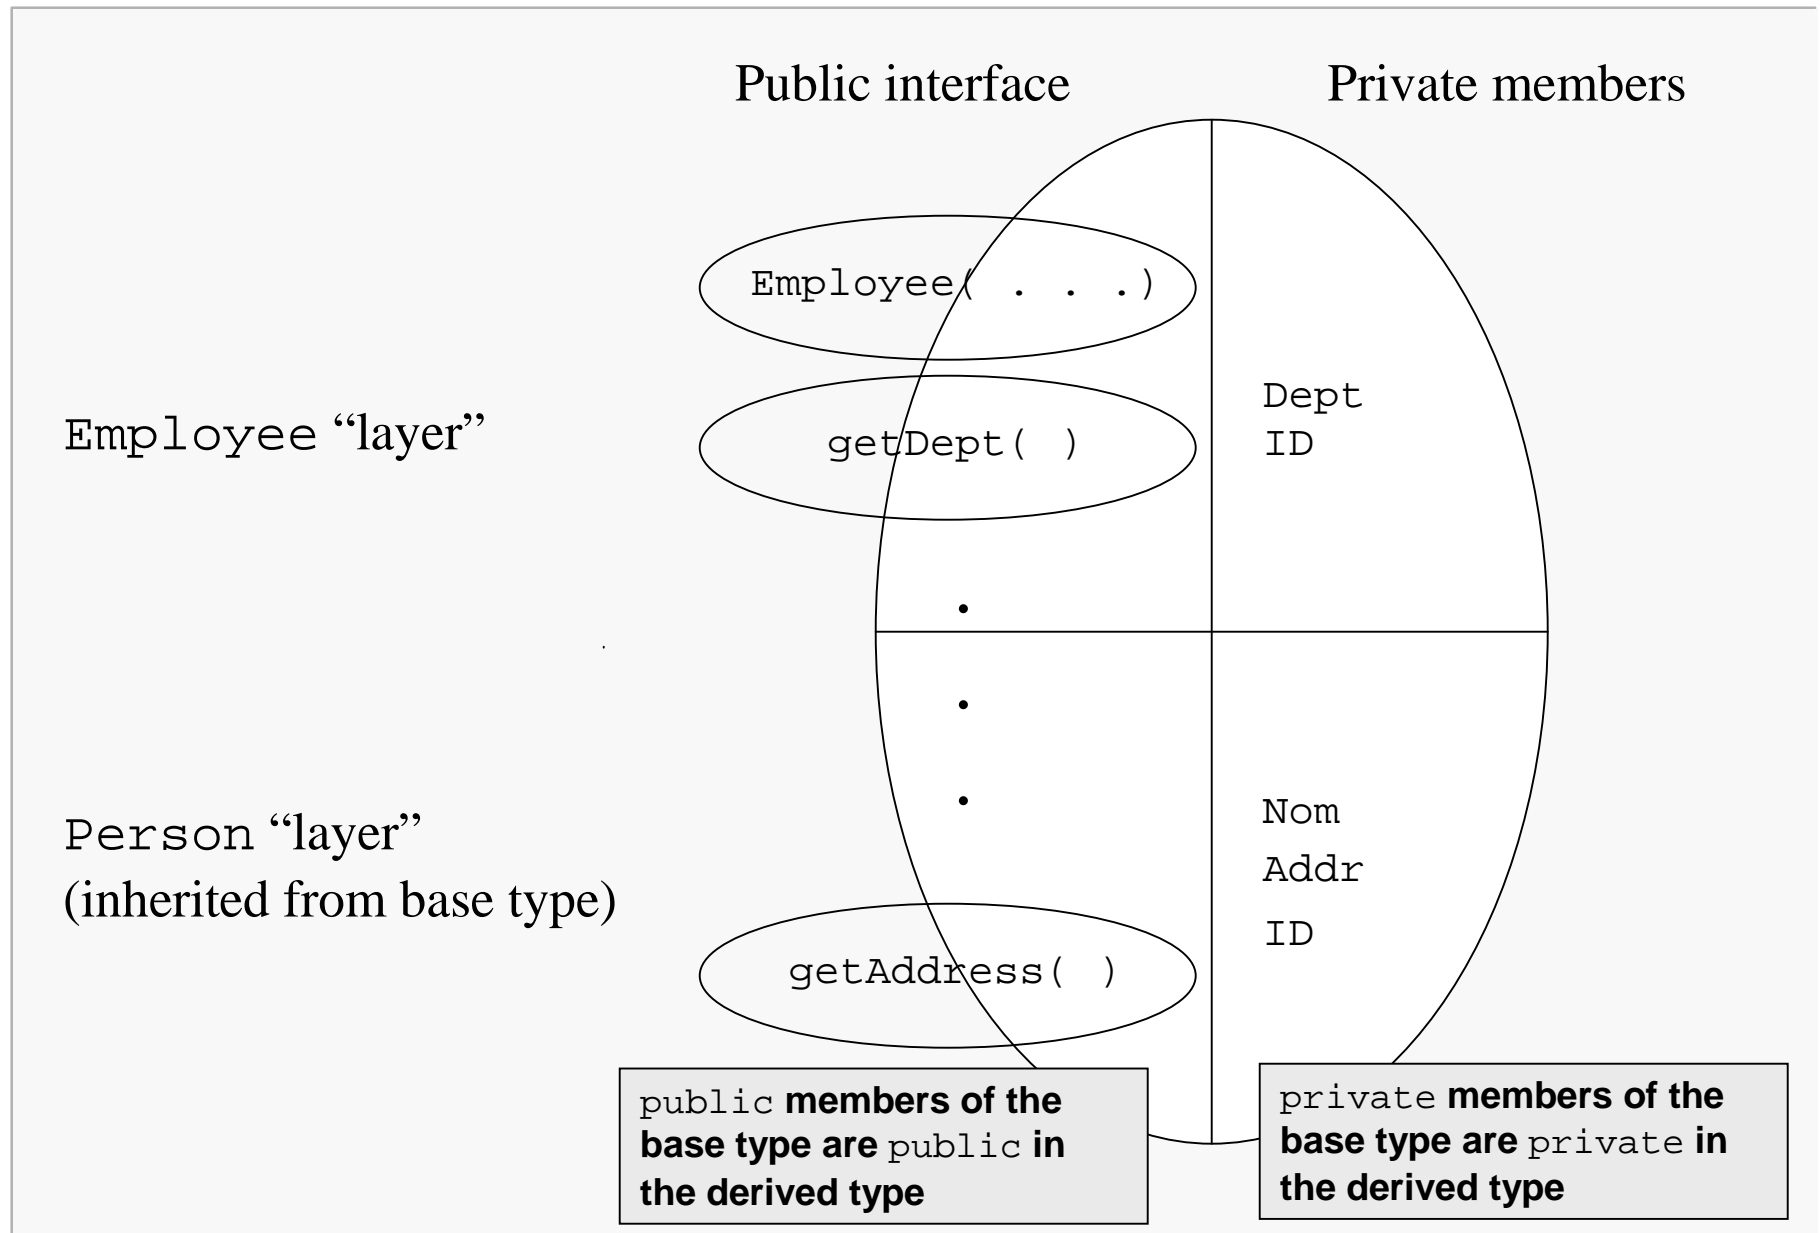 Public interface
Private members
Employee( . . .)
Employee “layer”
getDept( )
Dept
ID
.
.
.
Person “layer”
(inherited from base type)
Nom
Addr
ID
getAddress( )
public members of the
base type are public in
the derived type
private members of the
base type are private in
the derived type